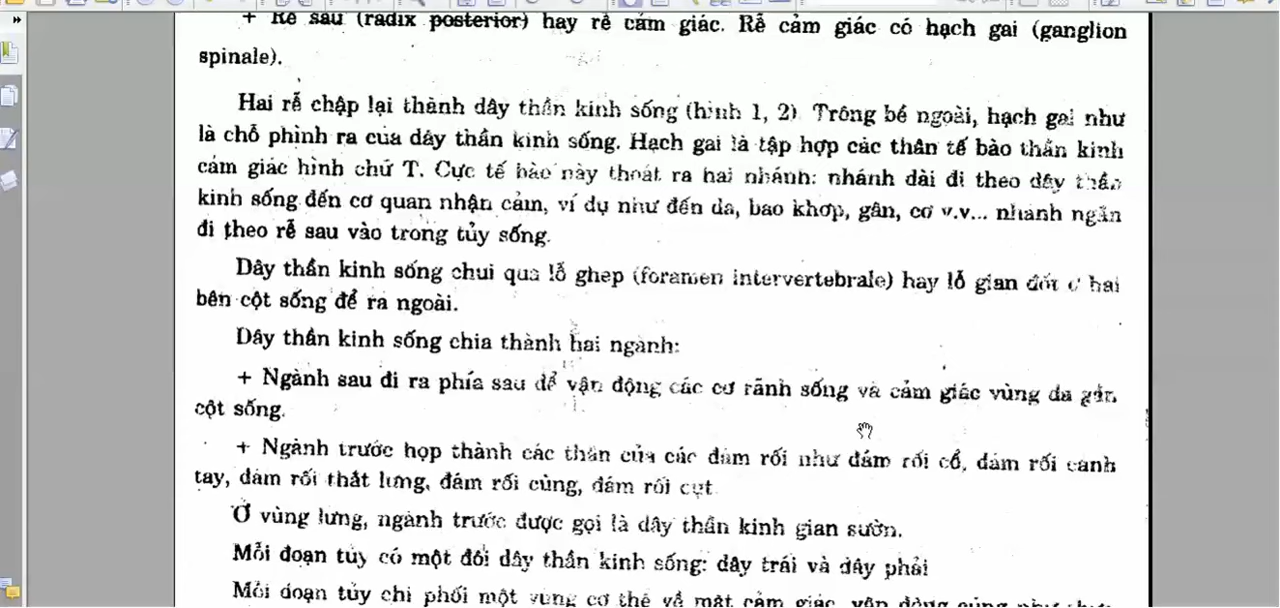 + Rễ sau (radix posterior) hay rễ cảm giác. Rễ cảm giác có hạch gai (ganglion
spinale).
Hai rễ chập lại thành dây thần kinh sống (hình 1, 2). Trông bề ngoài, hạch gai như
là chỗ phình ra của dây thần kinh sống. Hạch gai là tập hợp các thân tế bào thần kinh
cảm giác hình chữ T. Cực tế bào này thoát ra hai nhánh: nhánh dài đi theo dây thần
kinh sống đến cơ quan nhận cảm, ví dụ như đến da, bao khớp, gân, cơ v.v... nhánh ngắn
đi theo rễ sau vào trong tủy sống.
Dây thần kinh sống chui qua lỗ ghép (foramen intervertebrale) hay lỗ gian đốt ở hai
bên cột sống để ra ngoài.
Dây thần kinh sống chia thành hai ngành:
+ Ngành sau đi ra phía sau để vận động các cơ rãnh sống và cảm giác vùng da gần
cột sống.
+ Ngành trước họp thành các thân của các đám rối như đám rối cổ, đám rối cánh
tay, đám rối thắt lưng, đám rối cùng, đám rối cụt
Ở vùng lưng, ngành trước được gọi là dây thần kinh gian sườn.
Mỗi đoạn tủy có một đôi dây thần kinh sống: dây trái và dây phải
Mỗi đoạn tủy chi phối một vùng cơ thể về mặt cảm giác, vận động cũng như